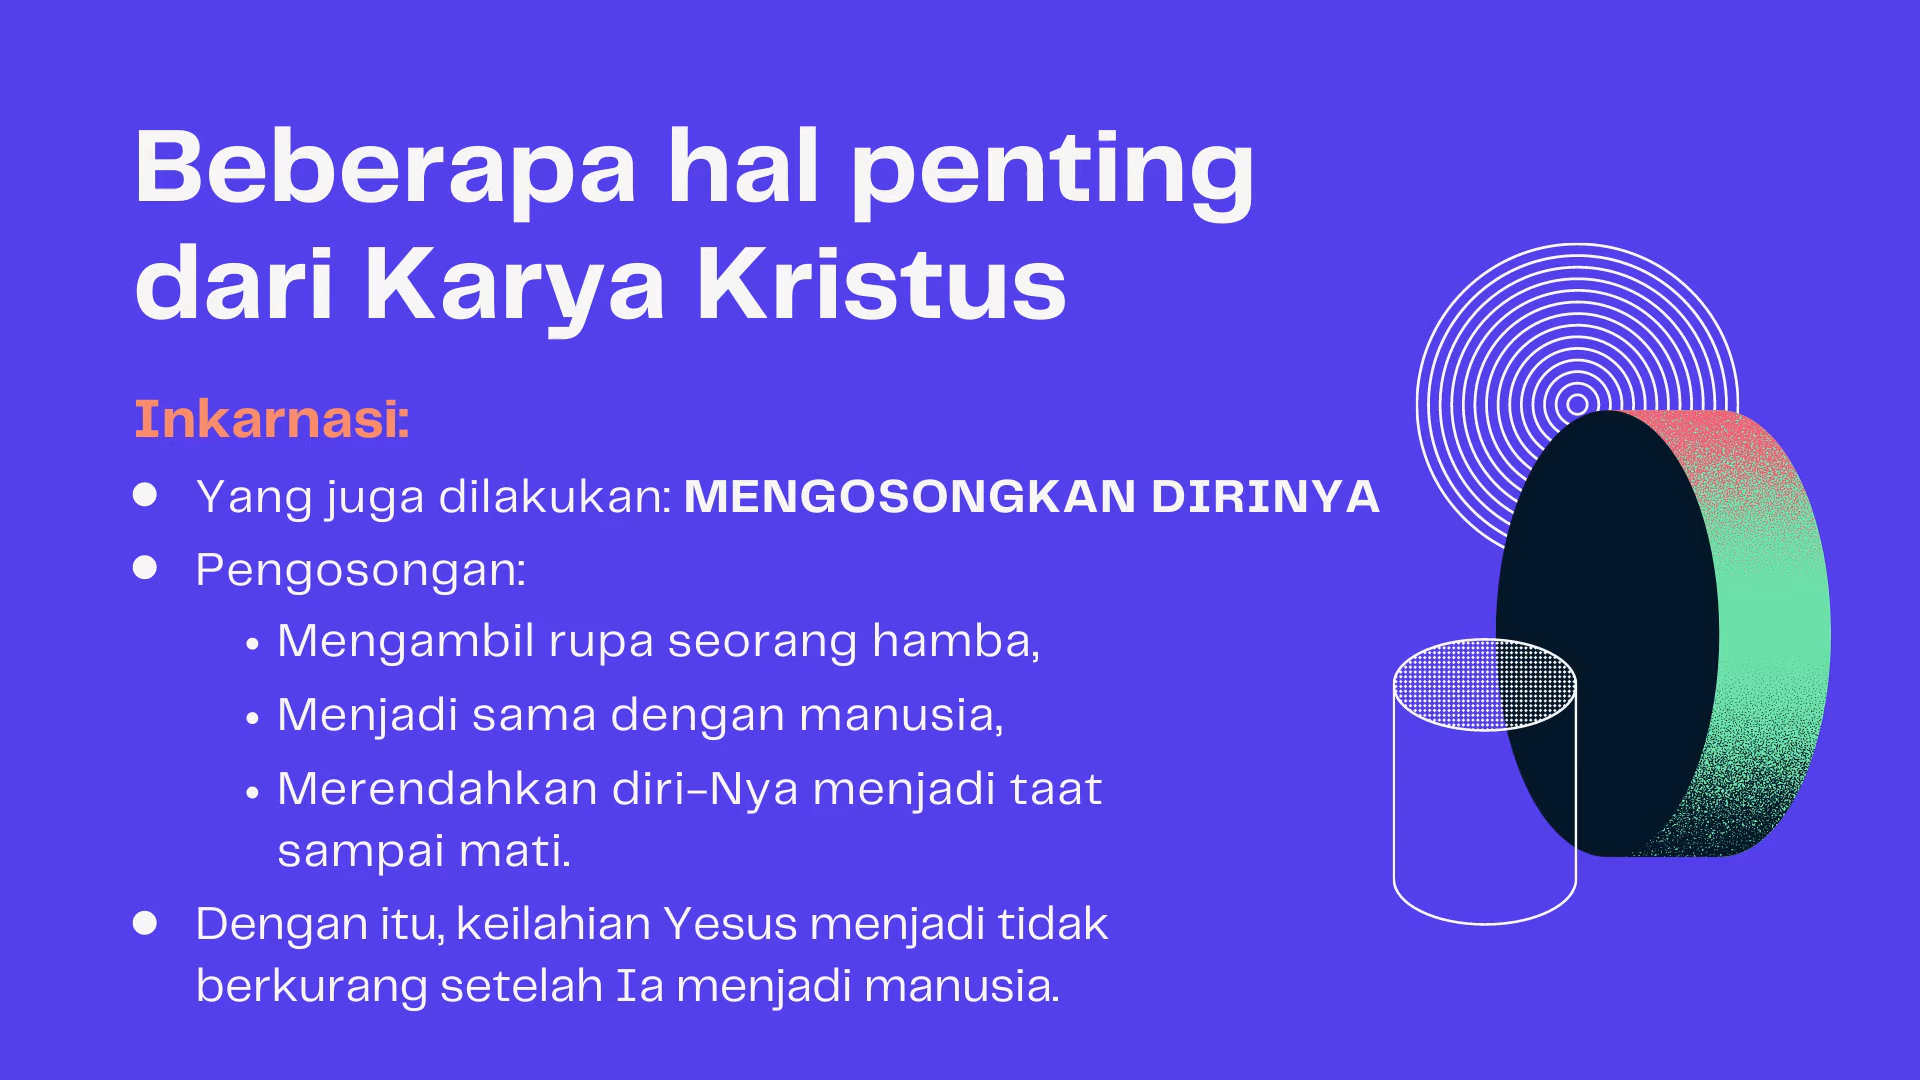 Beberapa hal penting
dari Karya Kristus
Inkarnasi:
● Yang juga dilakukan: MENGOSONGKAN DIRINYA
● Pengosongan:
• Mengambil rupa seorang hamba,
• Menjadi sama dengan manusia,
• Merendahkan diri-Nya menjadi taat
sampai mati.
● Dengan itu, keilahian Yesus menjadi tidak
berkurang setelah Ia menjadi manusia.